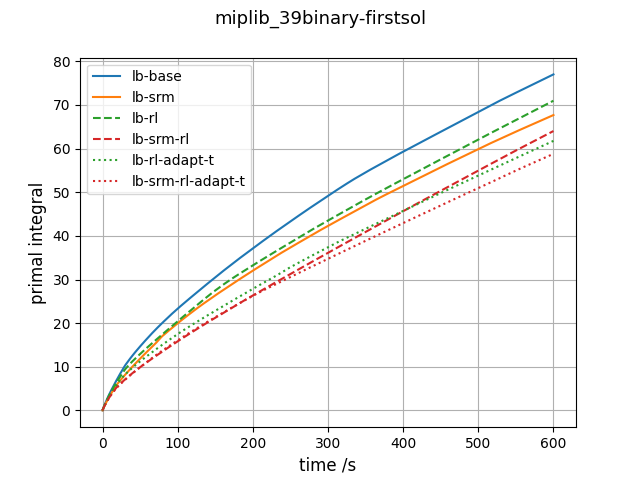 miplib_39binary-firstsol
80
70
60
50
40
30
20
10
0
primal integral
lb-base
lb-srm
lb-rl
lb-srm-rl
lb-rl-adapt-t
lb-srm-rl-adapt-t
0 100 200 300 400 500 600
time /s